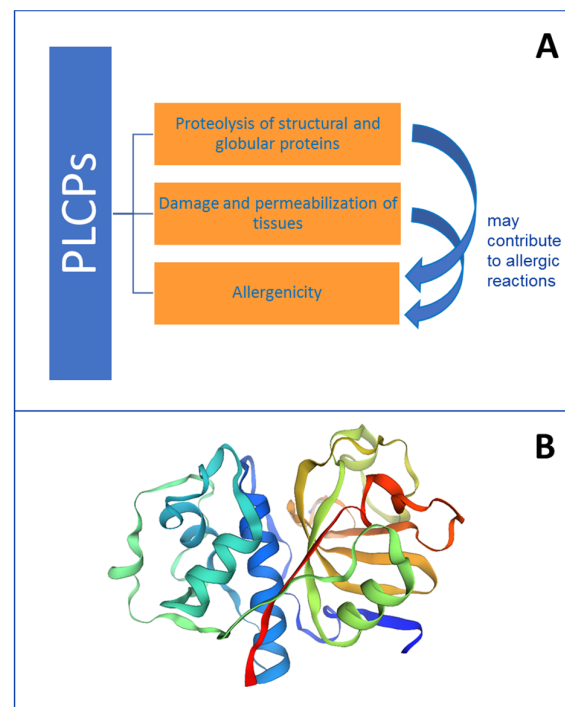 A
PLCPs
Proteolysis of structural and
globular proteins
Damage and permeabilization of
tissues
Allergenicity
may
contribute
to allergic
reactions
B